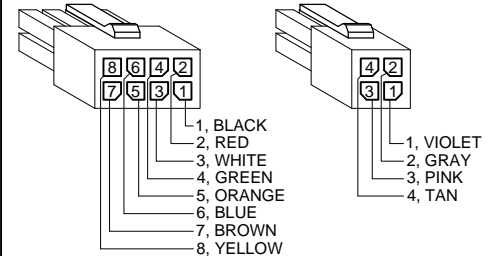 8 6 4 2
7 5 3 1
1, BLACK
2, RED
3, WHITE
4, GREEN
5, ORANGE
6, BLUE
7, BROWN
8, YELLOW
4 2
3 1
1, VIOLET
2, GRAY
3, PINK
4, TAN